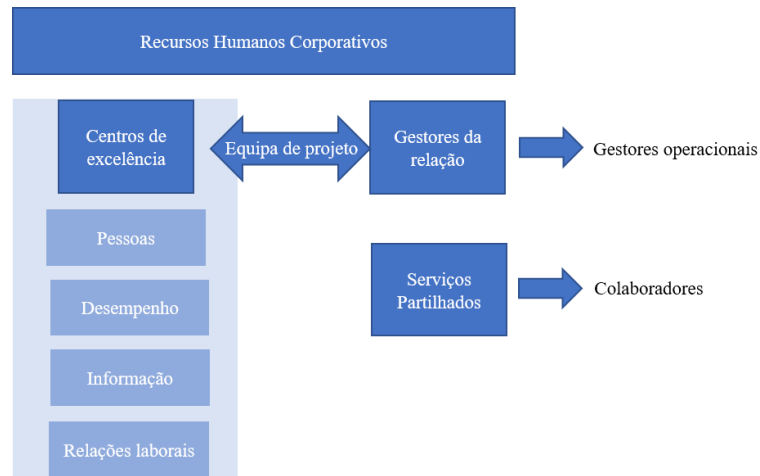 Recursos Humanos Corporativos
Centros de
excelência
Equipa de projeto
Gestores da
relação
Gestores operacionais
Pessoas
Desempenho
Informação
Relações laborais
Serviços
Partilhados
Colaboradores